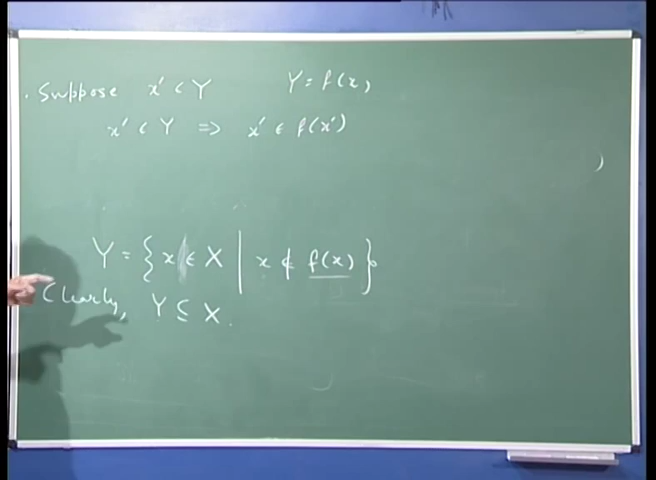 . Suppose x' ∈ Y Y = f(x)
x' ∈ Y ⇒ x' ∈ f(x')
Y = { x ∈ X | x ∉ f(x) }
Clearly, Y ⊆ X.